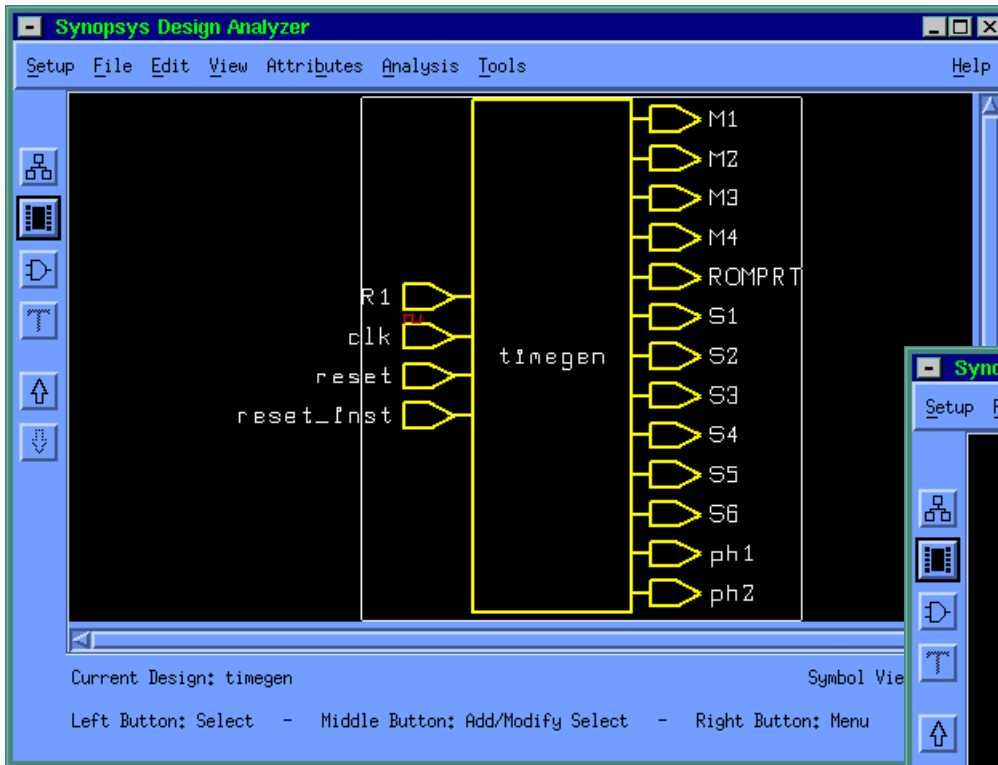 Synopsys Design Analyzer
Setup File Edit View Attributes Analysis Tools Help
M1
M2
M3
M4
ROMPRT
R1
S1
clk
timegen
S2
reset
S3
reset_inst
S4
S5
S6
ph1
ph2
Current Design: timegen
Symbol Vie
Left Button: Select - Middle Button: Add/Modify Select - Right Button: Menu
Syno
Setup F